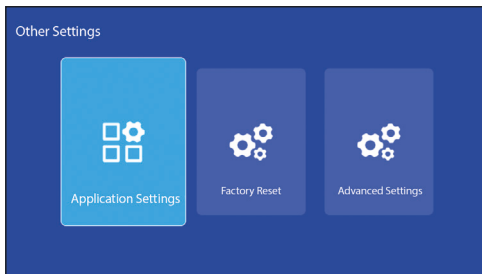 Other Settings
Application Settings
Factory Reset
Advanced Settings